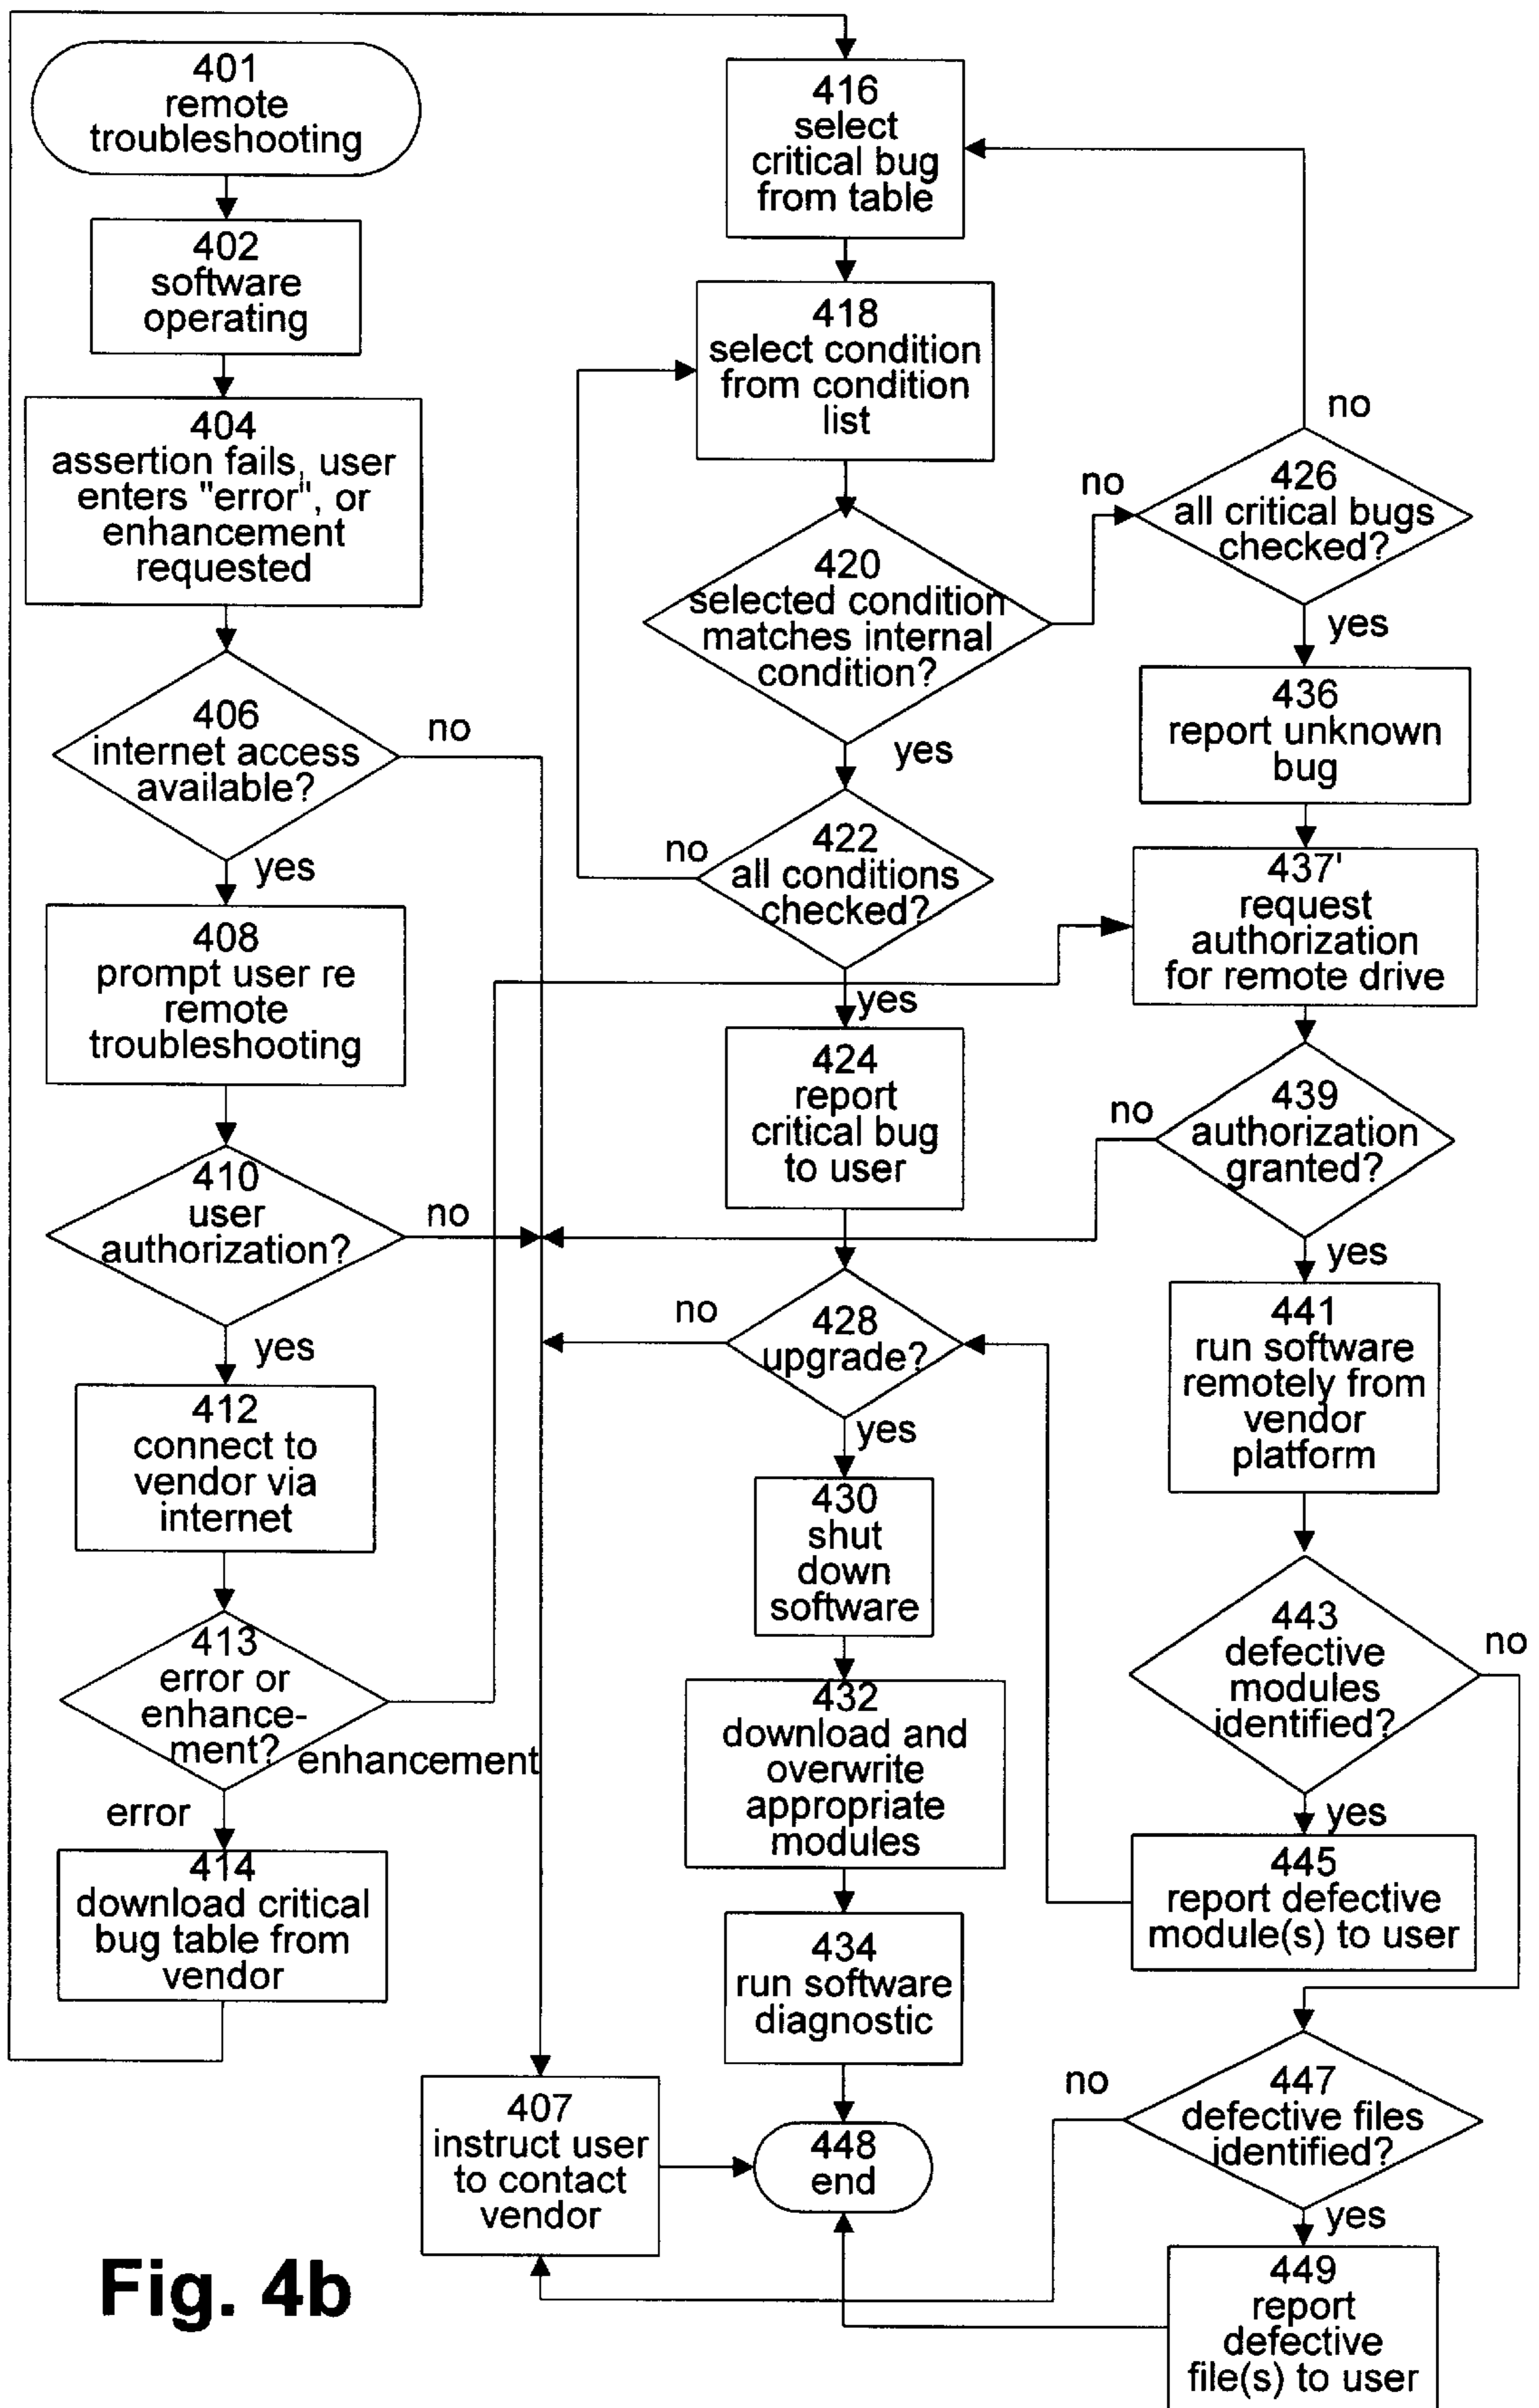 401
remote
troubleshooting
402
software
operating
404
assertion fails, user
enters "error", or
enhancement
requested
406
internet access
available?
no
yes
408
prompt user re
remote
troubleshooting
410
user
authorization?
no
yes
412
connect to
vendor via
internet
413
error or
enhance-
ment?
enhancement
error
414
download critical
bug table from
vendor
407
instruct user
to contact
vendor
416
select
critical bug
from table
418
select condition
from condition
list
420
selected condition
matches internal
condition?
no
yes
422
all conditions
checked?
no
yes
424
report
critical bug
to user
428
upgrade?
no
yes
430
shut
down
software
432
download and
overwrite
appropriate
modules
434
run software
diagnostic
448
end
no
426
all critical bugs
checked?
yes
436
report unknown
bug
437'
request
authorization
for remote drive
439
authorization
granted?
no
yes
441
run software
remotely from
vendor
platform
443
defective
modules
identified?
no
yes
445
report defective
module(s) to user
447
defective files
identified?
no
yes
449
report
defective
file(s) to user
Fig. 4b